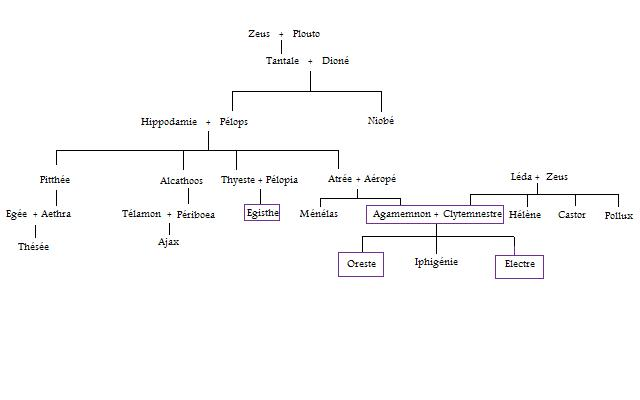 Zeus + Plouto
Tantale + Dioné
Hippodamie + Pélops
Niobé
Pitthée
Alcathoos
Thyeste + Pélopia
Atrée + Aéropé
Léda + Zeus
Egée + Aethra
Télamon + Périboea
Egisthe
Ménélas
Agamemnon + Clytemnestre
Hélène
Castor
Pollux
Thésée
Ajax
Oreste
Iphigénie
Electre